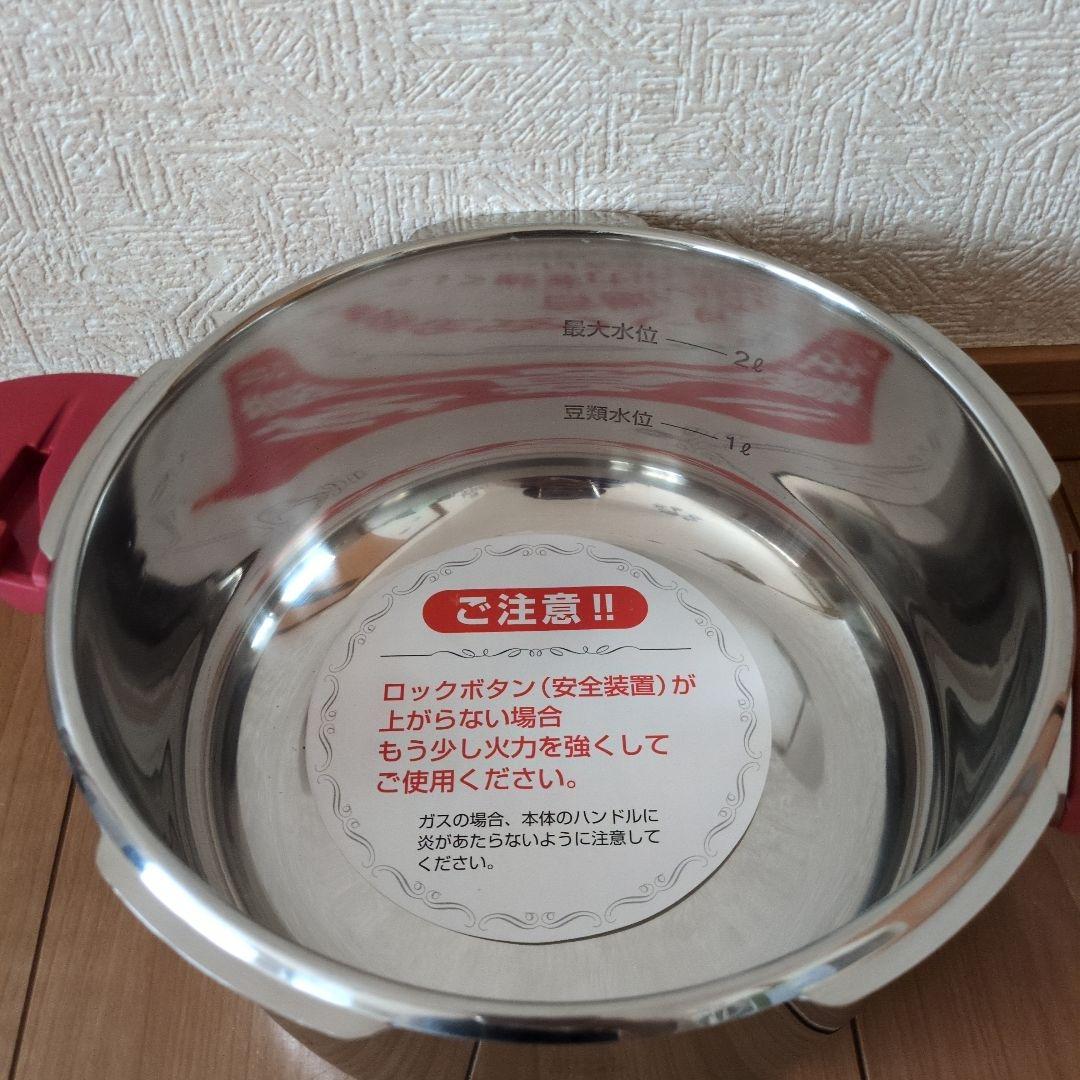 最大水位 2ℓ
豆類水位 1ℓ
ご注意!!
ロックボタン(安全装置)が
上がらない場合
もう少し火力を強くして
ご使用ください。
ガスの場合、本体のハンドルに
炎があたらないように注意して
ください。